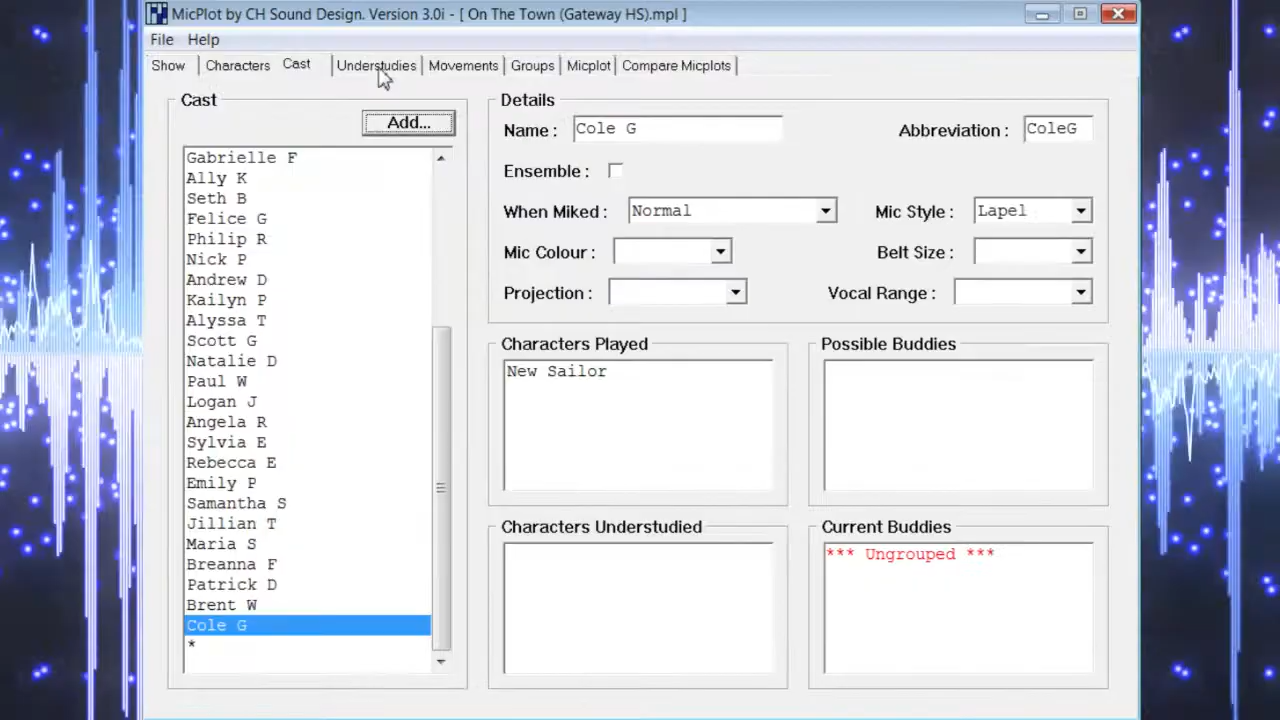 MicPlot by CH Sound Design. Version 3.0i - [ On The Town (Gateway HS).mpl ]
File Help
Show Characters Cast Understudies Movements Groups Micplot Compare Micplots
Cast
Add...
Gabrielle F
Ally K
Seth B
Felice G
Philip R
Nick P
Andrew D
Kailyn P
Alyssa T
Scott G
Natalie D
Paul W
Logan J
Angela R
Sylvia E
Rebecca E
Emily P
Samantha S
Jillian T
Maria S
Breanna F
Patrick D
Brent W
Cole G
*
Details
Name : Cole G Abbreviation : ColeG
Ensemble :
When Miked : Normal Mic Style : Lapel
Mic Colour : Belt Size :
Projection : Vocal Range :
Characters Played
New Sailor
Possible Buddies
Characters Understudied
Current Buddies
*** Ungrouped ***